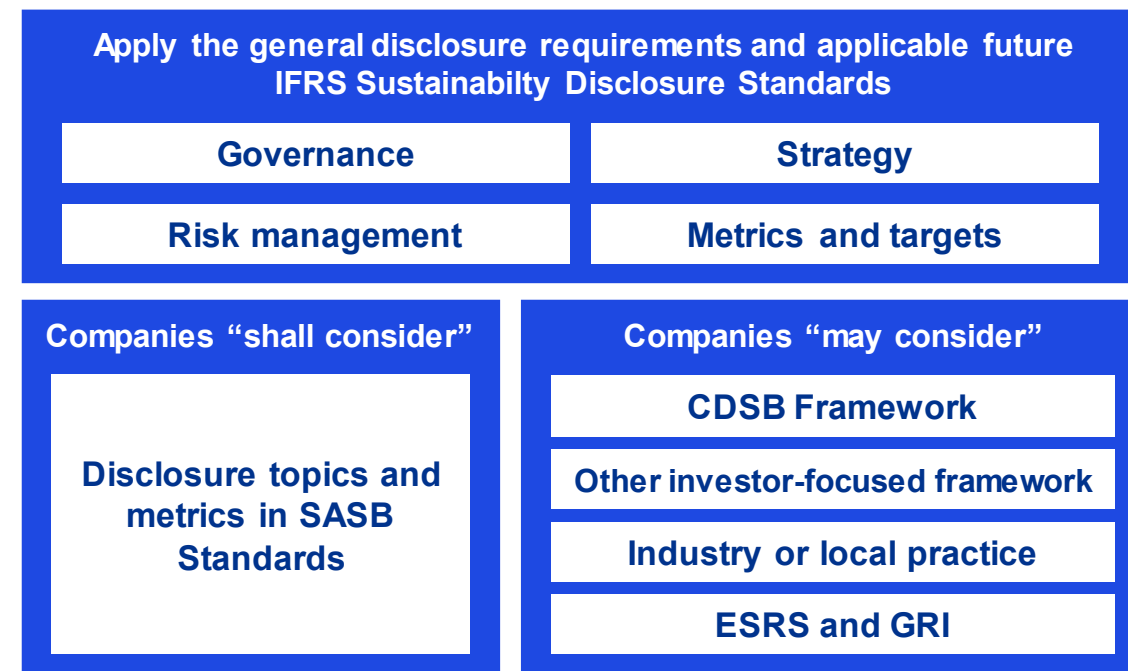 Apply the general disclosure requirements and applicable future
IFRS Sustainabilty Disclosure Standards
Governance
Strategy
Risk management
Metrics and targets
Companies “shall consider”
Disclosure topics and
metrics in SASB
Standards
Companies “may consider”
CDSB Framework
Other investor-focused framework
Industry or local practice
ESRS and GRI